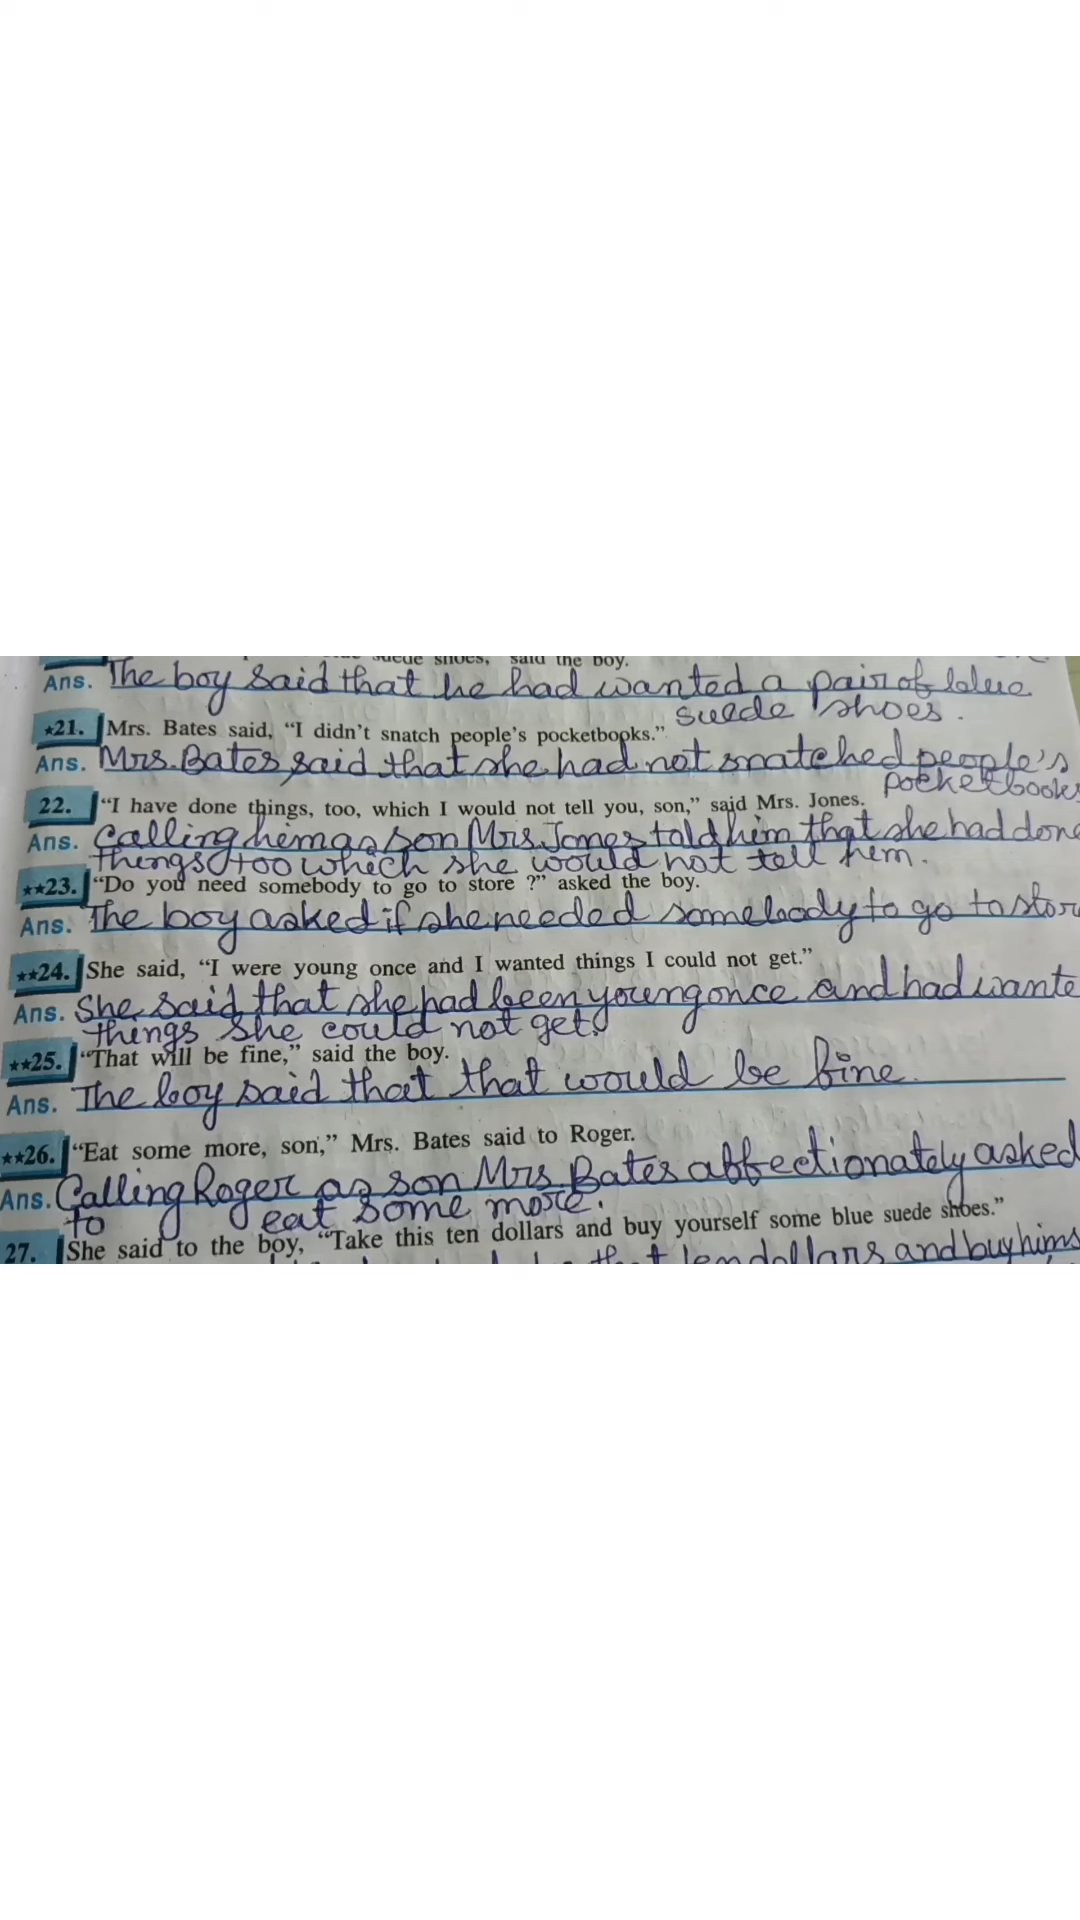 suede shoes," said the boy.
Ans. The boy said that he had wanted a pair of blue
suede shoes.
★21. Mrs. Bates said, “I didn’t snatch people’s pocketbooks.”
Ans. Mrs. Bates said that she had not snatched people's
pocketbooks
22. “I have done things, too, which I would not tell you, son,” said Mrs. Jones.
Ans. Calling him as son Mrs. Jones told him that she had done
things too which she would not tell him.
★★23. “Do you need somebody to go to store ?” asked the boy.
Ans. The boy asked if she needed somebody to go to store
★★24. She said, “I were young once and I wanted things I could not get.”
Ans. She said that she had been young once and had wante
things she could not get.
★★25. “That will be fine,” said the boy.
Ans. The boy said that that would be fine.
★★26. “Eat some more, son,” Mrs. Bates said to Roger.
Ans. Calling Roger as son Mrs. Bates affectionately asked
to eat some more.
27. She said to the boy, “Take this ten dollars and buy yourself some blue suede shoes.”
that ten dollars and buy hims